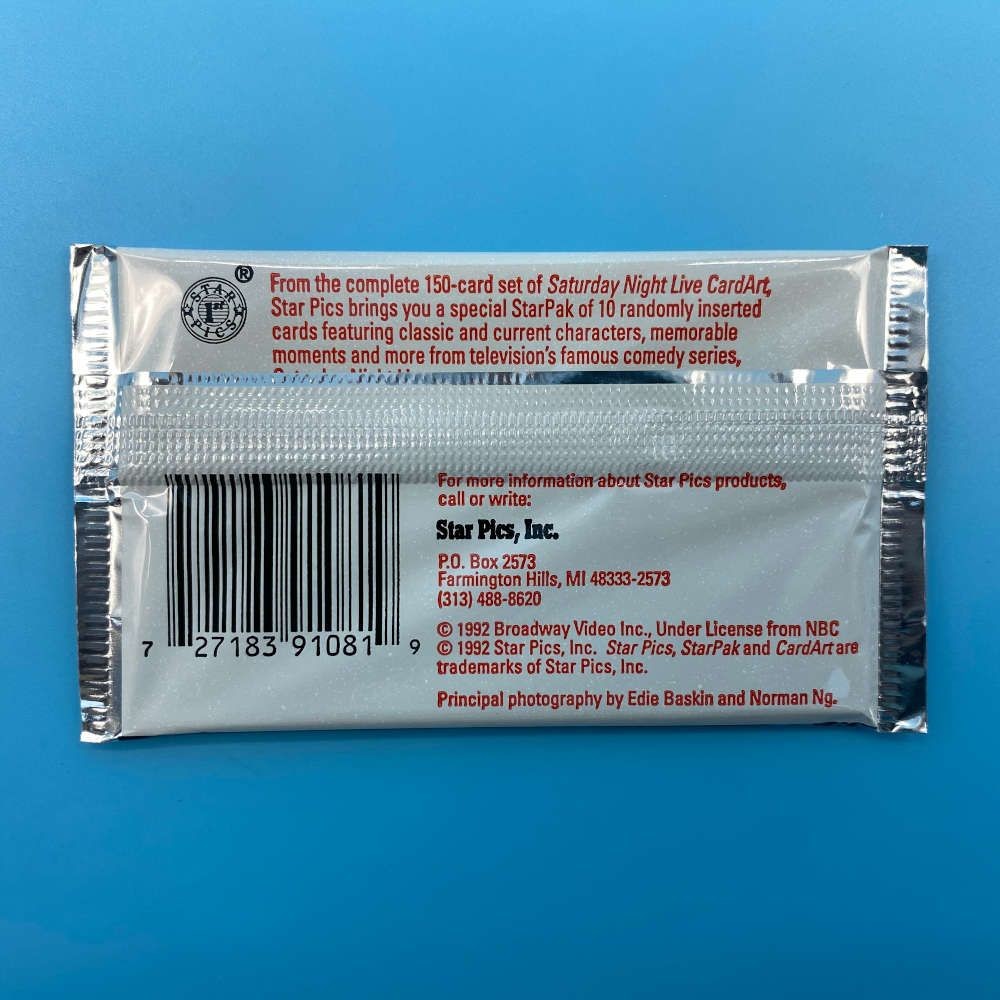 STAR
1st
PICS
®
From the complete 150-card set of Saturday Night Live CardArt,
Star Pics brings you a special StarPak of 10 randomly inserted
cards featuring classic and current characters, memorable
moments and more from television's famous comedy series,
Saturday Night
For more information about Star Pics products,
call or write:
Star Pics, Inc.
P.O. Box 2573
Farmington Hills, MI 48333-2573
(313) 488-8620
© 1992 Broadway Video Inc., Under License from NBC
© 1992 Star Pics, Inc. Star Pics, StarPak and CardArt are
trademarks of Star Pics, Inc.
Principal photography by Edie Baskin and Norman Ng.
7 27183 91081 9